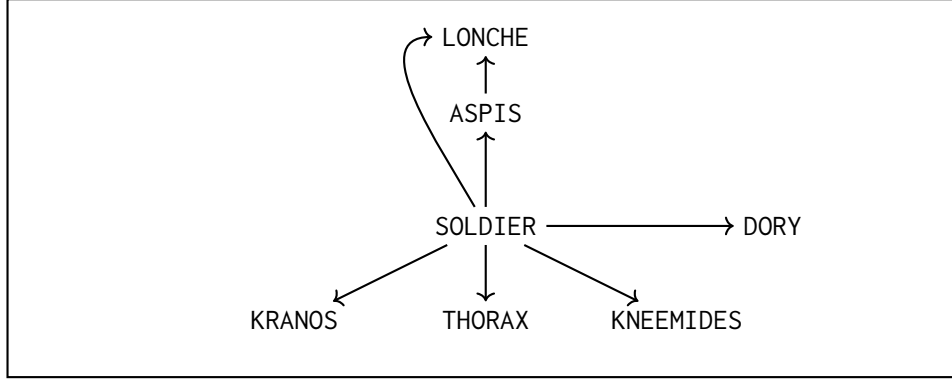 LONCHE
ASPIS
SOLDIER DORY
KRANOS THORAX KNEEMIDES